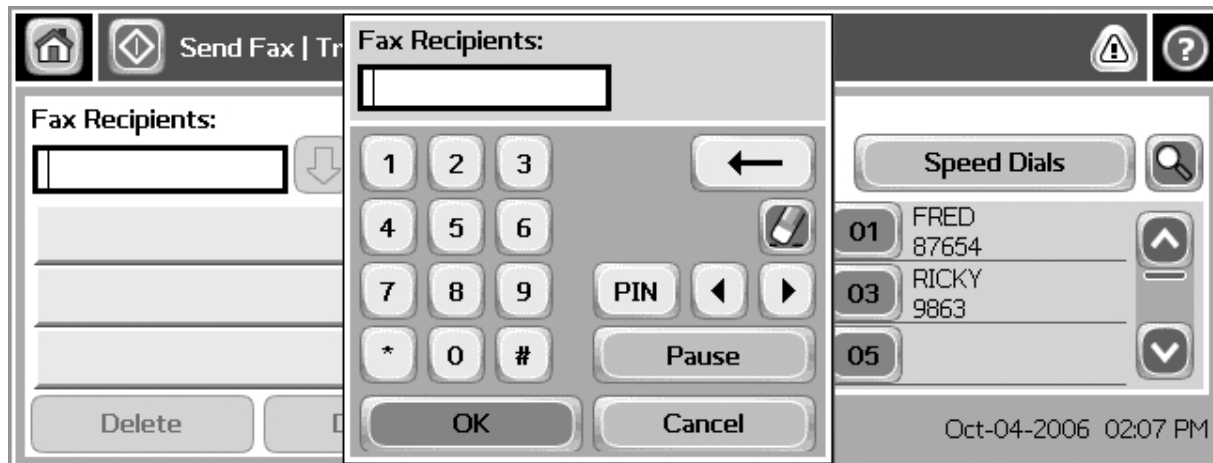 Send Fax | Tr
Fax Recipients:
?
Fax Recipients:
Speed Dials
1 2 3
4 5 6
7 8 9 PIN
* 0 # Pause
OK Cancel
01 FRED
87654
03 RICKY
9863
05
Delete D
Oct-04-2006 02:07 PM